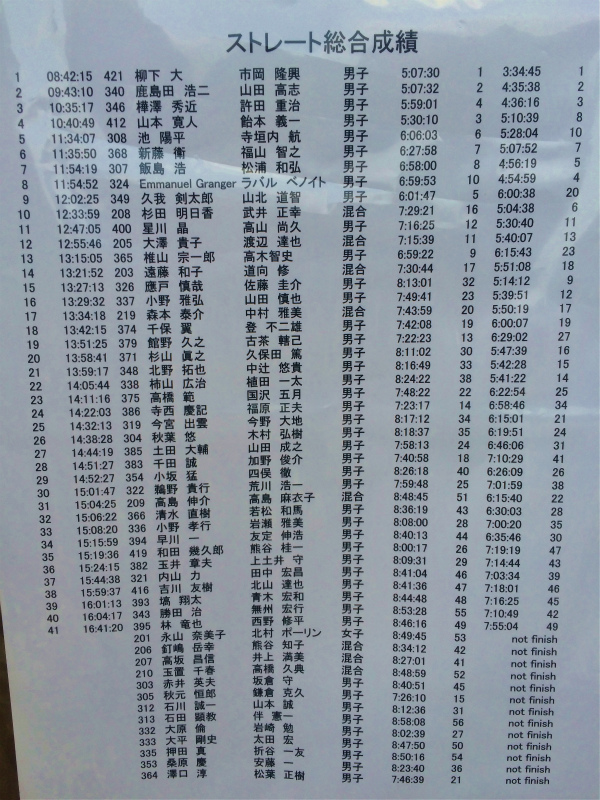 ストレート総合成績
1 08:42:15 421 柳下 大 市岡 隆興 男子 5:07:30 1 3:34:45 1
2 09:43:10 340 鹿島田 浩二 山田 高志 男子 5:07:32 2 4:35:38 2
3 10:35:17 346 樺澤 秀近 許田 重治 男子 5:59:01 4 4:36:16 3
4 10:40:49 412 山本 寛人 飴本 義一 男子 5:30:10 3 5:10:39 8
5 11:34:07 308 池 陽平 寺垣内 航 男子 6:06:03 6 5:28:04 10
6 11:35:50 368 新藤 衛 福山 智之 男子 6:27:58 7 5:07:52 7
7 11:54:19 307 飯島 浩 松浦 和弘 男子 6:58:00 8 4:56:19 5
8 11:54:52 324 Emmanuel Granger ラバル ベノイト 男子 6:59:53 10 4:54:59 4
9 12:02:25 349 久我 剣太郎 山北 道智 男子 6:01:47 5 6:00:38 20
10 12:33:59 208 杉田 明日香 武井 正幸 混合 7:29:21 16 5:04:38 6
11 12:47:05 400 星川 晶 高山 尚久 男子 7:16:25 12 5:30:40 11
12 12:55:46 205 大澤 貴子 渡辺 達也 混合 7:15:39 11 5:40:07 13
13 13:15:05 365 椎山 宗一郎 高木智史 男子 6:59:22 9 6:15:43 23
14 13:21:52 203 遠藤 和子 道向 修 混合 7:30:44 17 5:51:08 18
15 13:27:13 326 應戸 慎哉 佐藤 圭介 男子 8:13:01 32 5:14:12 9
16 13:29:32 337 小野 雅弘 山田 慎也 男子 7:49:41 23 5:39:51 12
17 13:34:18 219 森本 泰介 中村 雅美 混合 7:43:59 20 5:50:19 17
18 13:42:15 374 千保 翼 登 不二雄 男子 7:42:08 19 6:00:07 19
19 13:51:25 379 館野 久之 古茶 轄己 男子 7:22:23 13 6:29:02 27
20 13:58:41 371 杉山 眞之 久保田 篤 男子 8:11:02 30 5:47:39 16
21 13:59:17 348 北野 拓也 中辻 悠貴 男子 8:16:49 33 5:42:28 15
22 14:05:44 338 柿山 広治 植田 一太 男子 8:24:22 38 5:41:22 14
23 14:11:16 375 高橋 範 国沢 五月 男子 7:48:22 22 6:22:54 25
24 14:22:03 386 寺西 慶記 福原 正夫 男子 7:23:17 14 6:58:46 34
25 14:32:13 319 今宮 出雲 今野 大地 男子 8:17:12 34 6:15:01 21
26 14:38:28 304 秋葉 悠 木村 弘樹 男子 8:18:37 35 6:19:51 24
27 14:44:19 385 土田 大輔 山田 成之 男子 7:58:13 24 6:46:06 31
28 14:51:27 383 千田 誠 加野 俊介 男子 7:40:58 18 7:10:29 41
29 14:52:27 354 小坂 猛 四俣 徹 男子 8:26:18 40 6:26:09 26
30 15:01:47 322 鵜野 貴行 荒川 浩一 男子 7:59:48 25 7:01:58 38
31 15:04:25 209 高島 伸介 高島 麻衣子 混合 8:48:45 51 6:15:40 22
32 15:06:22 366 清水 直樹 若松 和馬 男子 8:36:19 43 6:30:03 28
33 15:08:20 336 小野 孝行 岩瀬 雅美 男子 8:08:00 28 7:00:20 35
34 15:15:59 394 早川 一 友定 伸浩 男子 8:40:13 44 6:35:46 30
35 15:19:36 419 和田 幾久郎 熊谷 桂一 男子 8:00:17 26 7:19:19 47
36 15:24:15 382 玉井 章夫 上土井 守 男子 8:09:31 29 7:14:44 43
37 15:44:38 321 内山 力 田中 宏昌 男子 8:41:04 46 7:03:34 39
38 15:59:37 416 吉川 友樹 北山 達也 男子 8:41:36 47 7:18:01 46
39 16:01:13 393 塙 翔太 青木 宏和 男子 8:44:48 48 7:16:25 45
40 16:04:17 343 勝田 治 無州 宏行 男子 8:53:28 55 7:10:49 42
41 16:41:20 395 林 竜也 西野 修平 男子 8:46:16 49 7:55:04 49
201 永山 奈美子 北村 ポーリン 女子 8:49:45 53 not finish
206 釘嶋 岳幸 熊谷 知子 混合 8:34:12 42 not finish
207 高坂 昌信 井上 満美 混合 8:27:01 41 not finish
210 玉置 千春 高橋 久典 混合 8:48:59 52 not finish
303 赤井 英夫 坂倉 守 男子 8:40:51 45 not finish
305 秋元 恒郎 鎌倉 克久 男子 7:26:10 15 not finish
312 石川 誠一 山本 誠 男子 8:12:36 31 not finish
313 石田 顕教 伴 憲一 男子 8:58:08 56 not finish
332 大原 倫 岩崎 勉 男子 8:02:39 27 not finish
333 大平 剛史 太田 宏 男子 8:47:50 50 not finish
335 押田 真 折谷 一友 男子 8:50:16 54 not finish
353 桑原 慶 安藤 一 男子 8:23:40 36 not finish
364 澤口 淳 松葉 正樹 男子 7:46:39 21 not finish